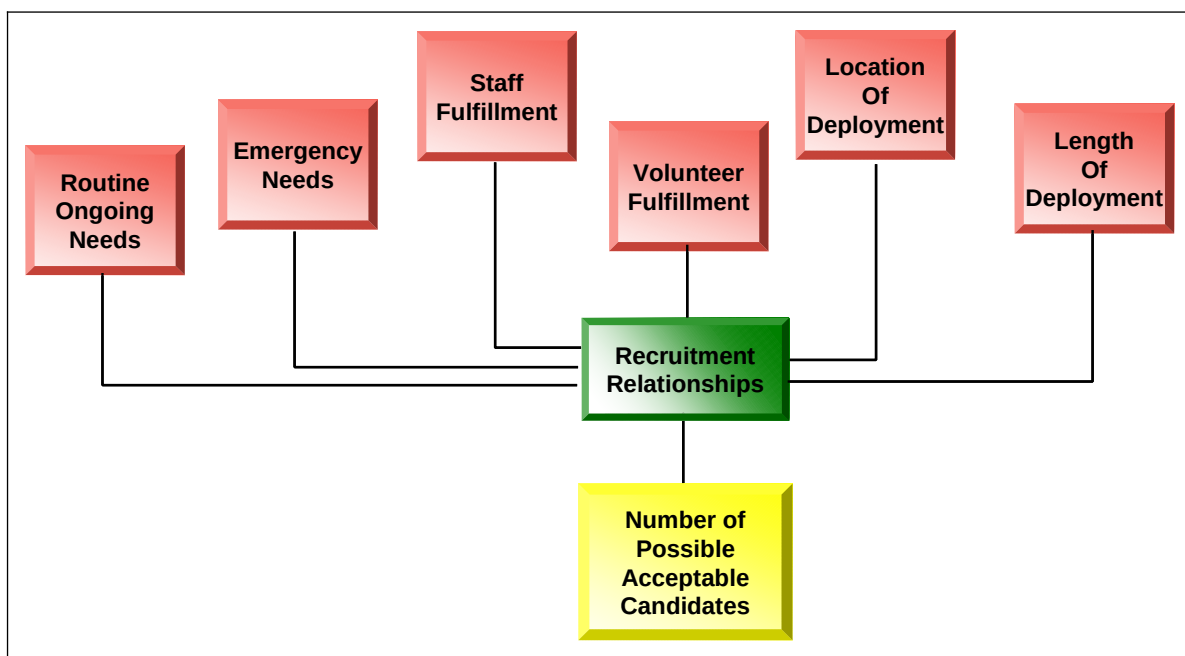 Routine
Ongoing
Needs
Emergency
Needs
Staff
Fulfillment
Volunteer
Fulfillment
Location
Of
Deployment
Length
Of
Deployment
Recruitment
Relationships
Number of
Possible
Acceptable
Candidates